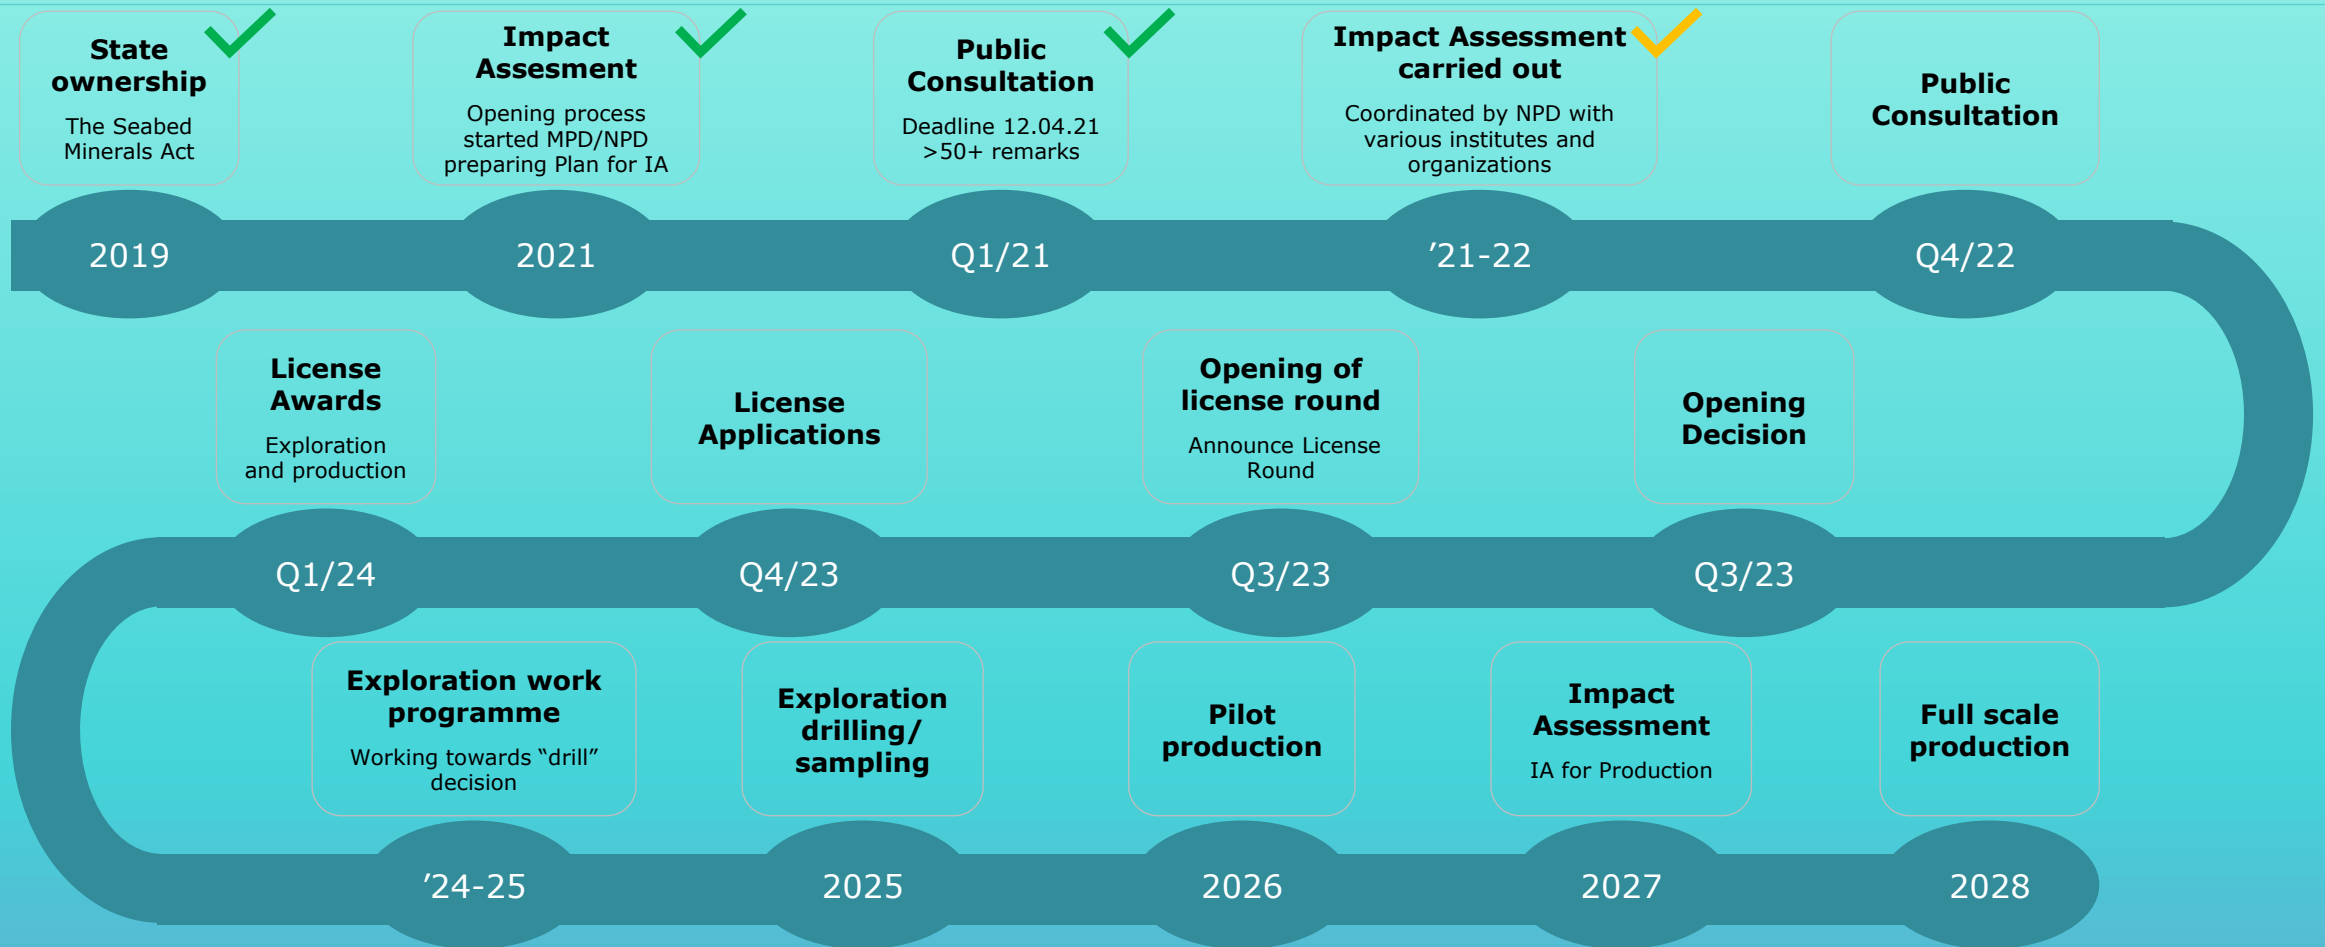 State
ownership
The Seabed
Minerals Act
Impact
Assesment
Opening process
started MPD/NPD
preparing Plan for IA
Public
Consultation
Deadline 12.04.21
>50+ remarks
Impact Assessment
carried out
Coordinated by NPD with
various institutes and
organizations
Public
Consultation
2019
2021
Q1/21
’21-22
Q4/22
License
Awards
Exploration
and production
License
Applications
Opening of
license round
Announce License
Round
Opening
Decision
Q1/24
Q4/23
Q3/23
Q3/23
Exploration work
programme
Working towards “drill”
decision
Exploration
drilling/
sampling
Pilot
production
Impact
Assessment
IA for Production
Full scale
production
’24-25
2025
2026
2027
2028